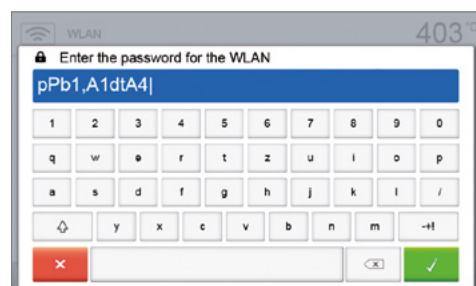 WLAN
403 °C
Enter the password for the WLAN
pPb1,A1dtA4
1 2 3 4 5 6 7 8 9 0
q w e r t z u i o p
a s d f g h j k l /
y x c v b n m -+!